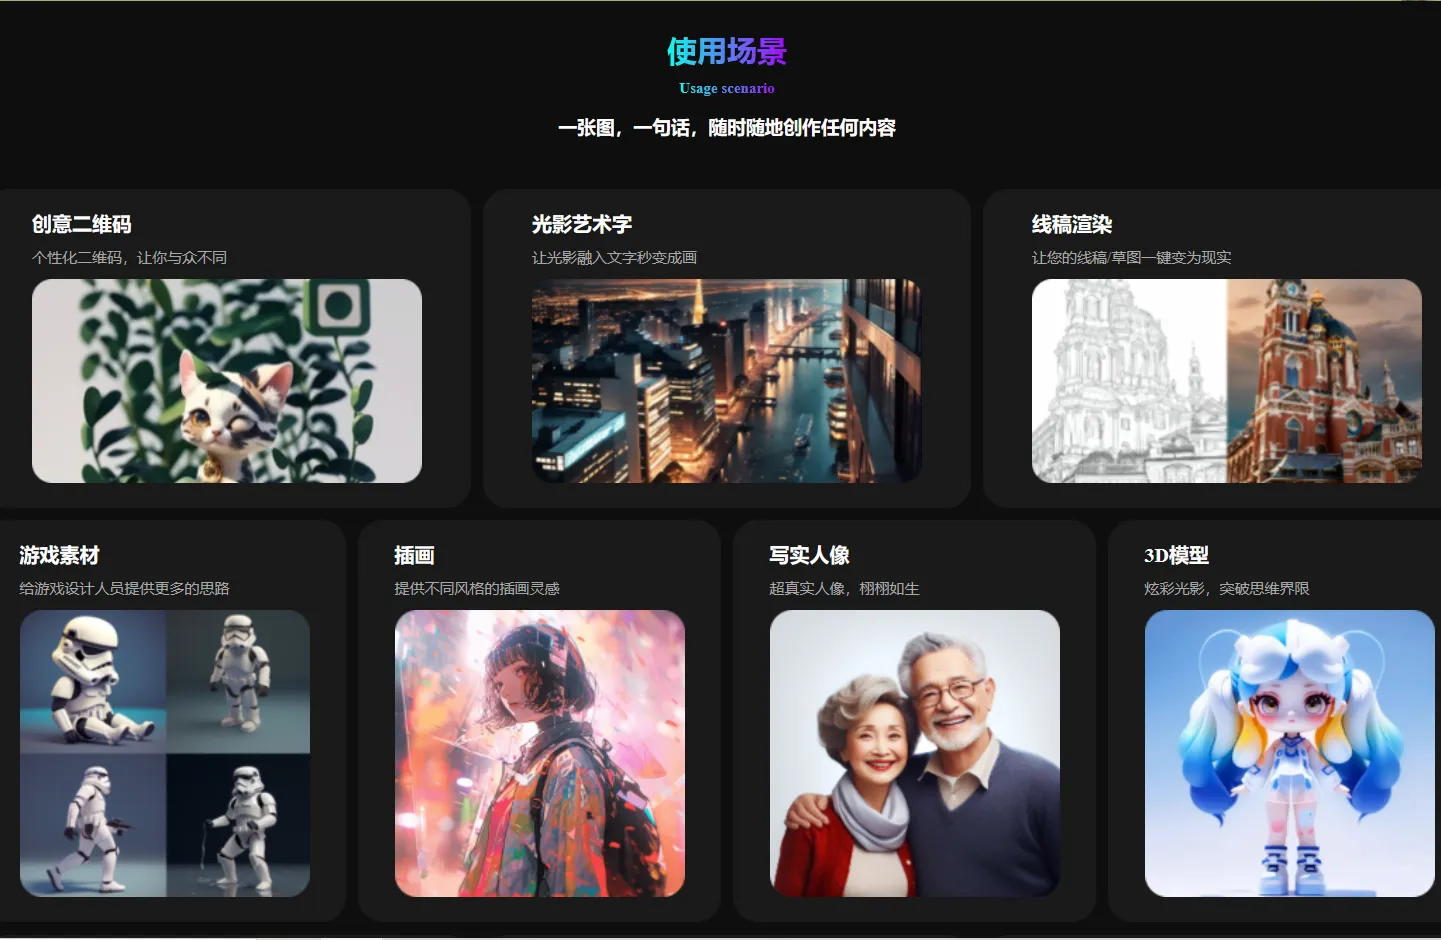 使用场景
Usage scenario
一张图，一句话，随时随地创作任何内容
创意二维码
个性化二维码，让你与众不同
光影艺术字
让光影融入文字秒变成画
线稿渲染
让您的线稿/草图一键变为现实
游戏素材
给游戏设计人员提供更多的思路
插画
提供不同风格的插画灵感
写实人像
超真实人像，栩栩如生
3D模型
炫彩光影，突破思维界限